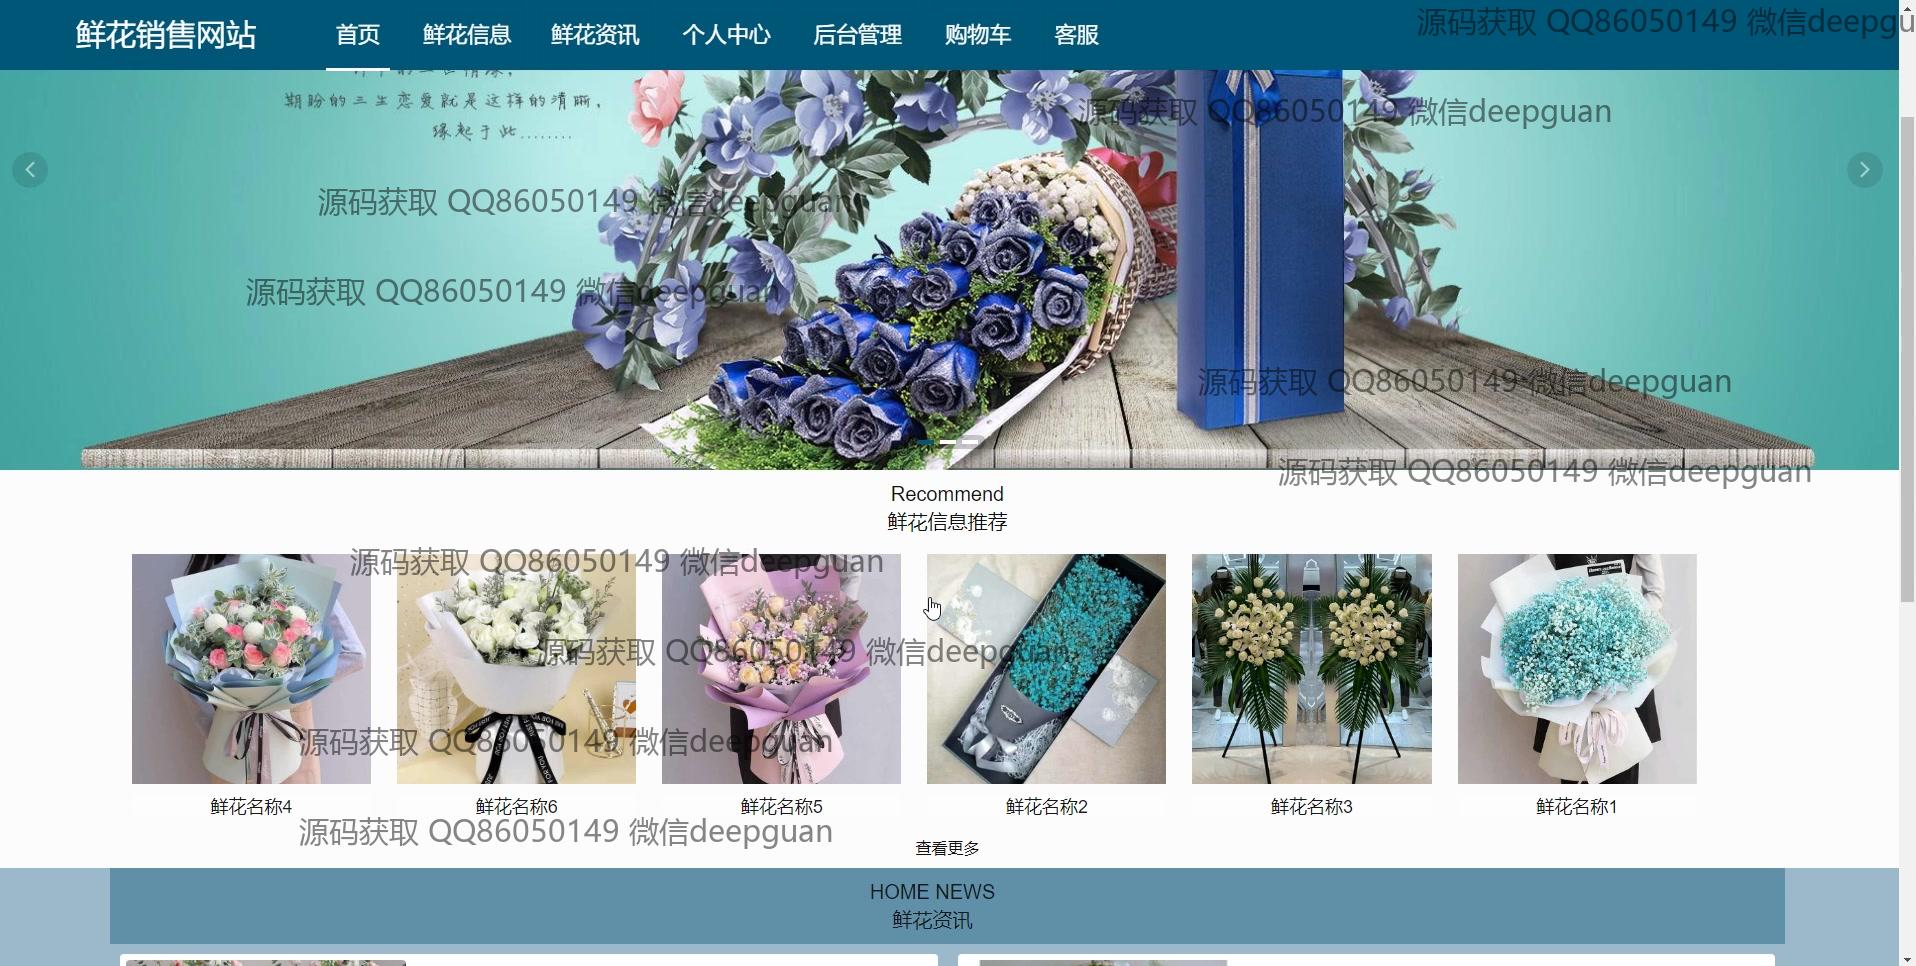 鲜花销售网站 首页 鲜花信息 鲜花资讯 个人中心 后台管理 购物车 客服
源码获取 QQ86050149 微信deepgu
期盼的三生恋爱就是这样的清晰，
源码获取 QQ86050149 微信deepguan
缘起于此........
源码获取 QQ86050149 微信deepguan
源码获取 QQ86050149 微信deepguan
源码获取 QQ86050149 微信deepguan
源码获取 QQ86050149 微信deepguan
Recommend
鲜花信息推荐
源码获取 QQ86050149 微信deepguan
源码获取 QQ86050149 微信deepguan
源码获取 QQ86050149 微信deepguan
鲜花名称4 鲜花名称6 鲜花名称5 鲜花名称2 鲜花名称3 鲜花名称1
源码获取 QQ86050149 微信deepguan
查看更多
HOME NEWS
鲜花资讯